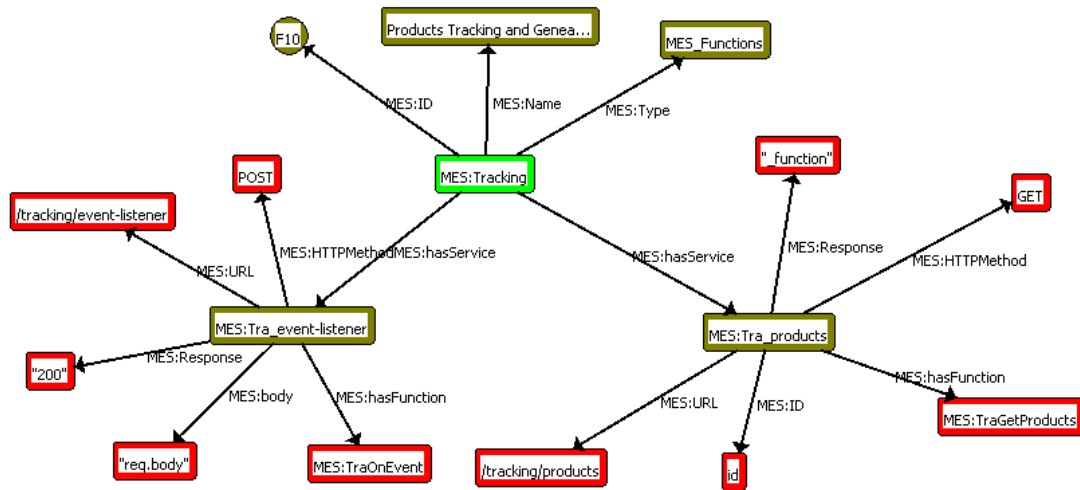 F10
Products Tracking and Genea...
MES_Functions
MES:ID
MES:Name
MES:Type
MES:Tracking
POST
"_function"
GET
/tracking/event-listener
MES:HTTPMethod
MES:hasService
MES:hasService
MES:Response
MES:HTTPMethod
MES:URL
MES:Tra_event-listener
MES:Tra_products
MES:Response
"200"
MES:body
MES:hasFunction
MES:URL
MES:ID
MES:hasFunction
MES:TraGetProducts
"req.body"
MES:TraOnEvent
/tracking/products
id